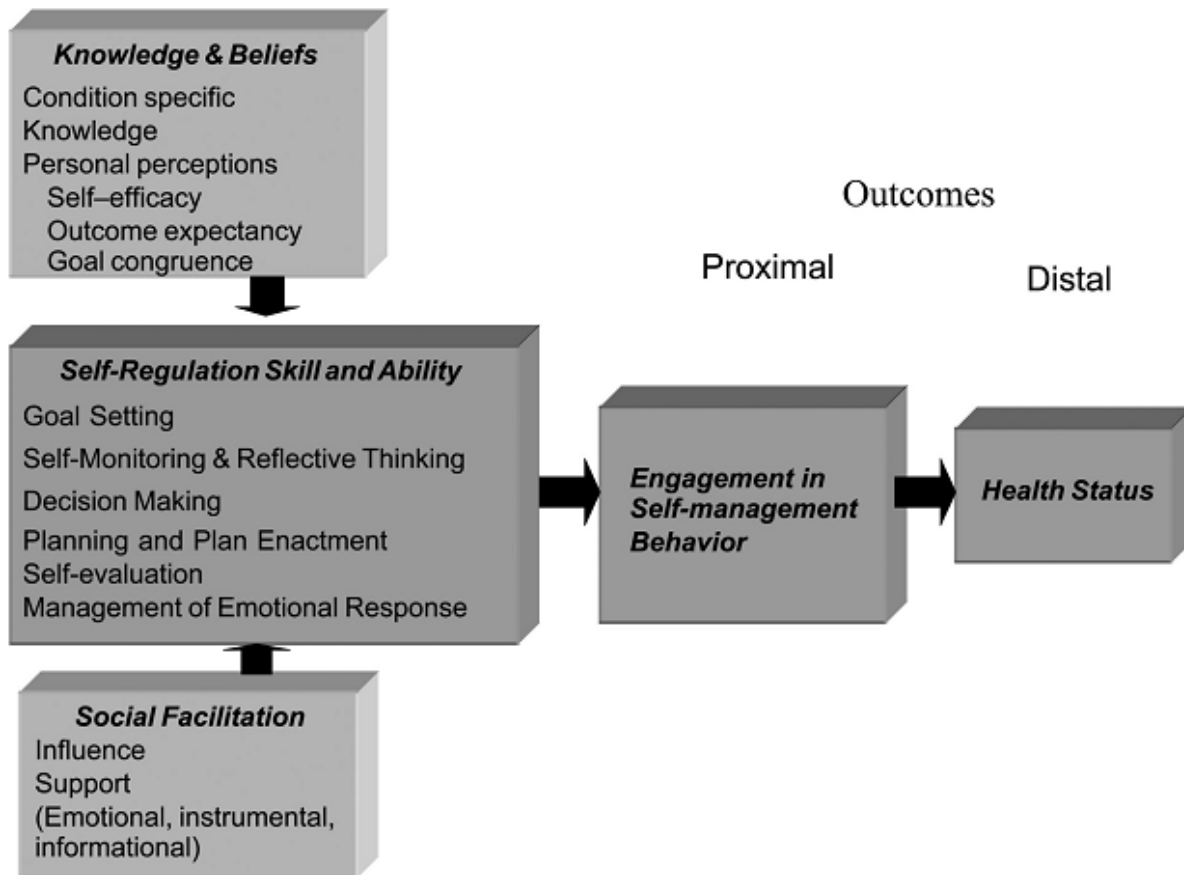 Knowledge & Beliefs
Condition specific
Knowledge
Personal perceptions
Self–efficacy
Outcome expectancy
Goal congruence
Outcomes
Proximal
Distal
Self-Regulation Skill and Ability
Goal Setting
Self-Monitoring & Reflective Thinking
Decision Making
Planning and Plan Enactment
Self-evaluation
Management of Emotional Response
Engagement in
Self-management
Behavior
Health Status
Social Facilitation
Influence
Support
(Emotional, instrumental,
informational)